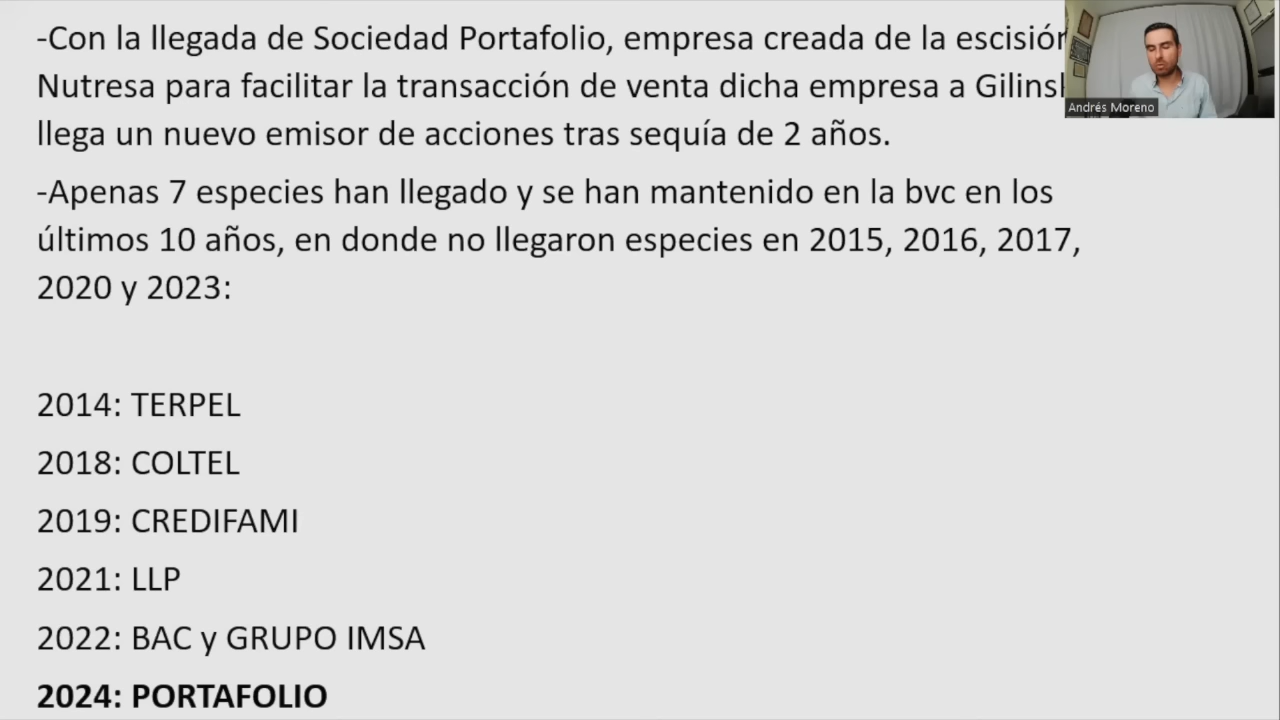 -Con la llegada de Sociedad Portafolio, empresa creada de la
Nutresa para facilitar la transacción de venta dicha empresa a
llega un nuevo emisor de acciones tras sequía de 2 años.
-Apenas 7 especies han llegado y se han mantenido en la bvc en los
últimos 10 años, en donde no llegaron especies en 2015, 2016, 2017,
2020 y 2023:
2014: TERPEL
2018: COLTEL
2019: CREDIFAMI
2021: LLP
2022: BAC y GRUPO IMSA
2024: PORTAFOLIO
Andrés Moreno